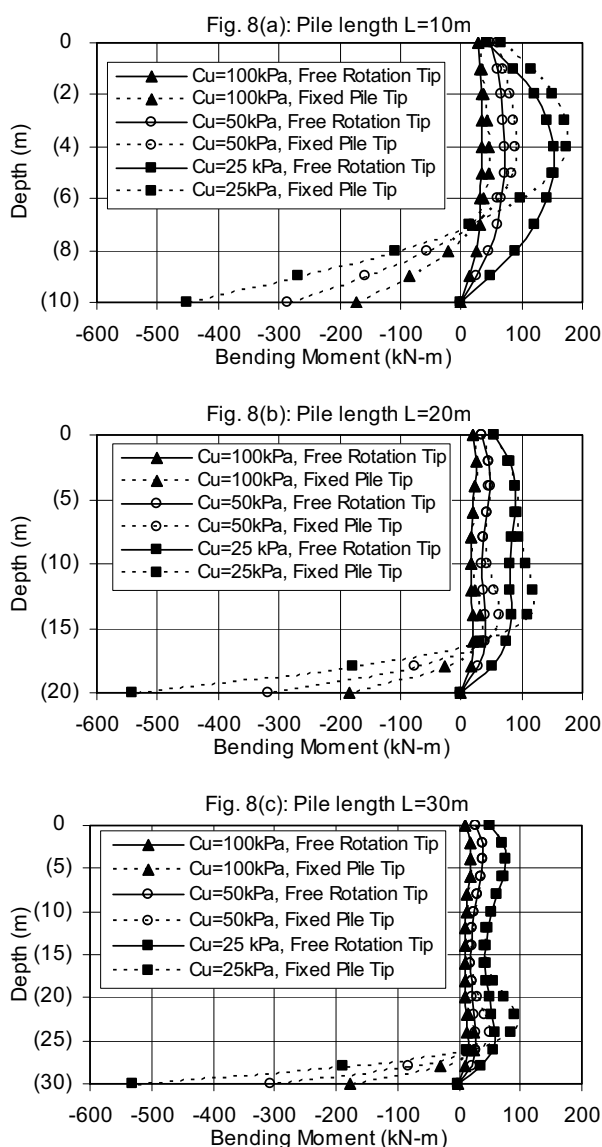 Fig. 8(a): Pile length L=10m
0
(2)
(4)
(6)
(8)
(10)
Depth (m)
Cu=100kPa, Free Rotation Tip
Cu=100kPa, Fixed Pile Tip
Cu=50kPa, Free Rotation Tip
Cu=50kPa, Fixed Pile Tip
Cu=25 kPa, Free Rotation Tip
Cu=25kPa, Fixed Pile Tip
-600 -500 -400 -300 -200 -100 0 100 200
Bending Moment (kN-m)
Fig. 8(b): Pile length L=20m
0
(5)
(10)
(15)
(20)
Depth (m)
Cu=100kPa, Free Rotation Tip
Cu=100kPa, Fixed Pile Tip
Cu=50kPa, Free Rotation Tip
Cu=50kPa, Fixed Pile Tip
Cu=25 kPa, Free Rotation Tip
Cu=25kPa, Fixed Pile Tip
-600 -500 -400 -300 -200 -100 0 100 200
Bending Moment (kN-m)
Fig. 8(c): Pile length L=30m
0
(5)
(10)
(15)
(20)
(25)
(30)
Depth (m)
Cu=100kPa, Free Rotation Tip
Cu=100kPa, Fixed Pile Tip
Cu=50kPa, Free Rotation Tip
Cu=50kPa, Fixed Pile Tip
Cu=25 kPa, Free Rotation Tip
Cu=25kPa, Fixed Pile Tip
-600 -500 -400 -300 -200 -100 0 100 200
Bending Moment (kN-m)